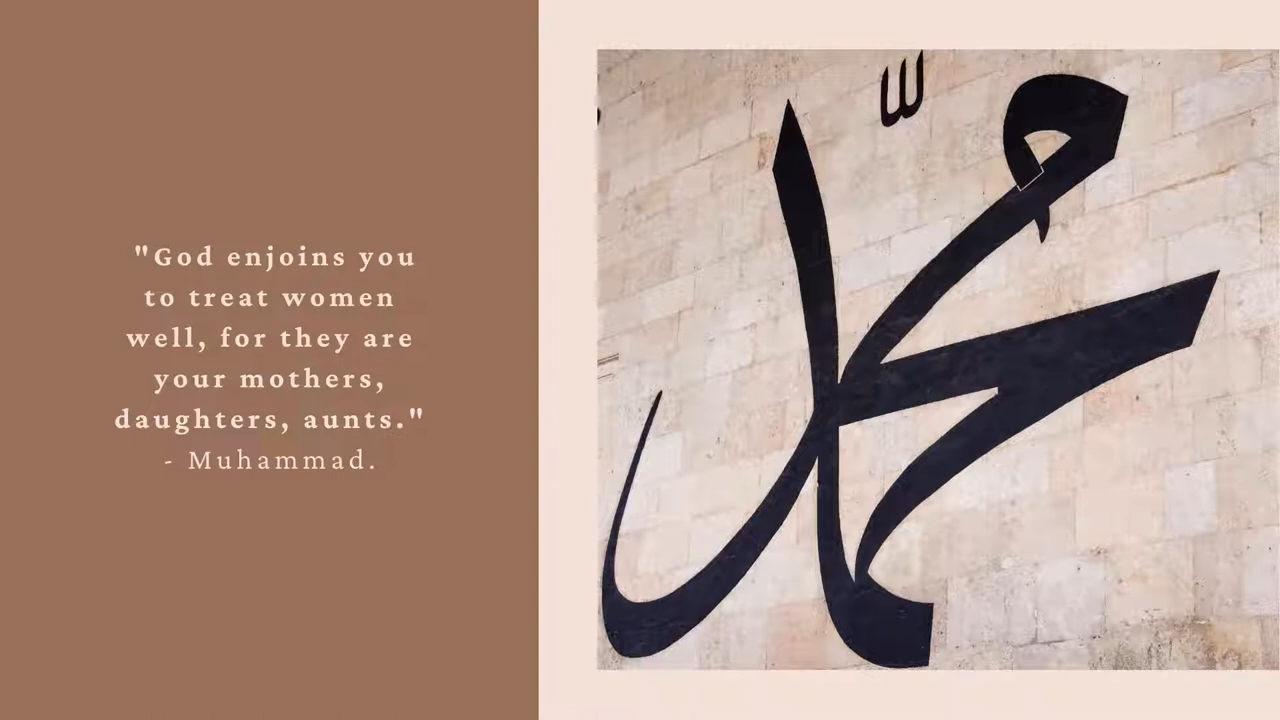 "God enjoins you
to treat women
well, for they are
your mothers,
daughters, aunts."
- Muhammad.
محمد